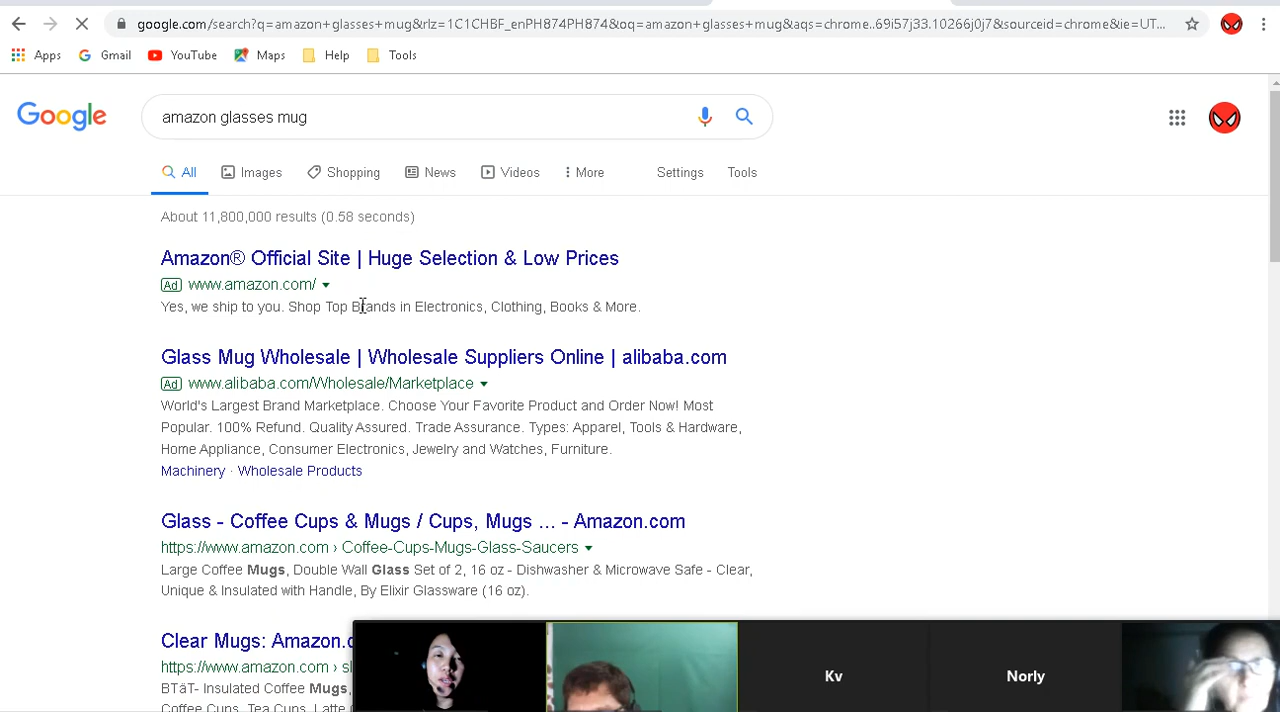 google.com/search?q=amazon+glasses+mug&rlz=1C1CHBF_enPH874PH874&oq=amazon+glasses+mug&aqs=chrome..69i57j33.10266j0j7&sourceid=chrome&ie=UT...
Apps Gmail YouTube Maps Help Tools
Google amazon glasses mug
All Images Shopping News Videos More Settings Tools
About 11,800,000 results (0.58 seconds)
Amazon® Official Site | Huge Selection & Low Prices
Ad www.amazon.com/
Yes, we ship to you. Shop Top Brands in Electronics, Clothing, Books & More.
Glass Mug Wholesale | Wholesale Suppliers Online | alibaba.com
Ad www.alibaba.com/Wholesale/Marketplace
World's Largest Brand Marketplace. Choose Your Favorite Product and Order Now! Most
Popular. 100% Refund. Quality Assured. Trade Assurance. Types: Apparel, Tools & Hardware,
Home Appliance, Consumer Electronics, Jewelry and Watches, Furniture.
Machinery · Wholesale Products
Glass - Coffee Cups & Mugs / Cups, Mugs ... - Amazon.com
https://www.amazon.com › Coffee-Cups-Mugs-Glass-Saucers
Large Coffee Mugs, Double Wall Glass Set of 2, 16 oz - Dishwasher & Microwave Safe - Clear,
Unique & Insulated with Handle, By Elixir Glassware (16 oz).
Clear Mugs: Amazon.c
https://www.amazon.com › sl
BTäT- Insulated Coffee Mugs,
Coffee Cups, Tea Cups, Latte
Kv
Norly